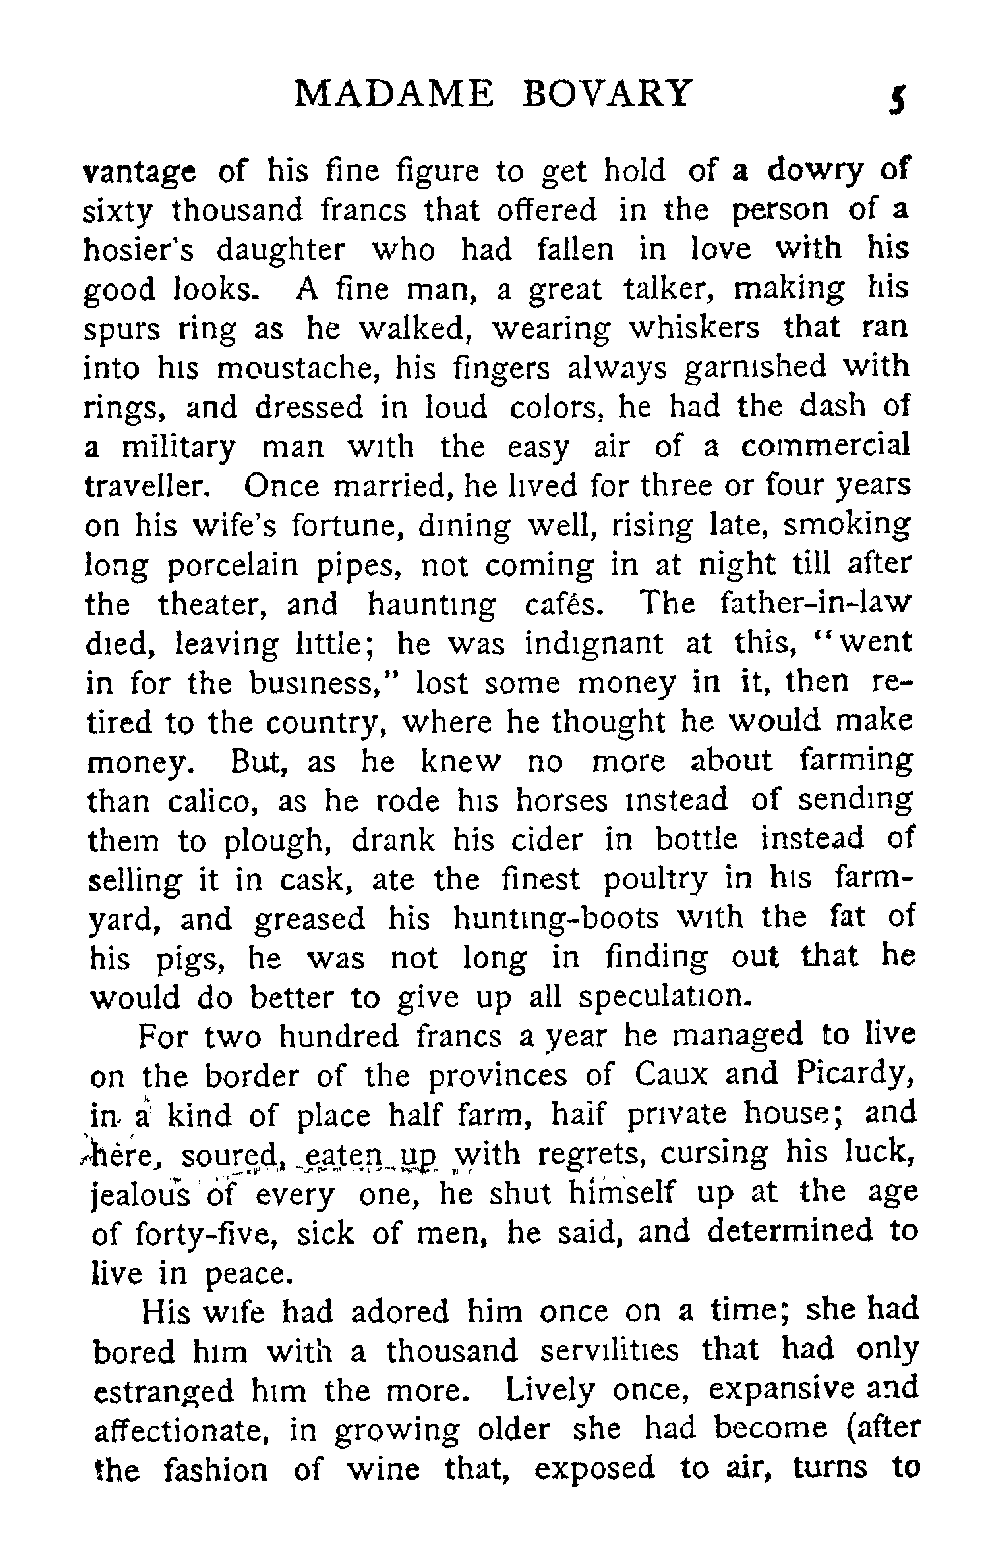 MADAME BOVARY 5
vantage of his fine figure to get hold of a dowry of
sixty thousand francs that offered in the person of a
hosier's daughter who had fallen in love with his
good looks. A fine man, a great talker, making his
spurs ring as he walked, wearing whiskers that ran
into his moustache, his fingers always garnished with
rings, and dressed in loud colors, he had the dash of
a military man with the easy air of a commercial
traveller. Once married, he lived for three or four years
on his wife's fortune, dining well, rising late, smoking
long porcelain pipes, not coming in at night till after
the theater, and haunting cafés. The father-in-law
died, leaving little; he was indignant at this, "went
in for the business," lost some money in it, then re-
tired to the country, where he thought he would make
money. But, as he knew no more about farming
than calico, as he rode his horses instead of sending
them to plough, drank his cider in bottle instead of
selling it in cask, ate the finest poultry in his farm-
yard, and greased his hunting-boots with the fat of
his pigs, he was not long in finding out that he
would do better to give up all speculation.
For two hundred francs a year he managed to live
on the border of the provinces of Caux and Picardy,
in a kind of place half farm, half private house; and
here, soured, eaten up with regrets, cursing his luck,
jealous of every one, he shut himself up at the age
of forty-five, sick of men, he said, and determined to
live in peace.
His wife had adored him once on a time; she had
bored him with a thousand servilities that had only
estranged him the more. Lively once, expansive and
affectionate, in growing older she had become (after
the fashion of wine that, exposed to air, turns to